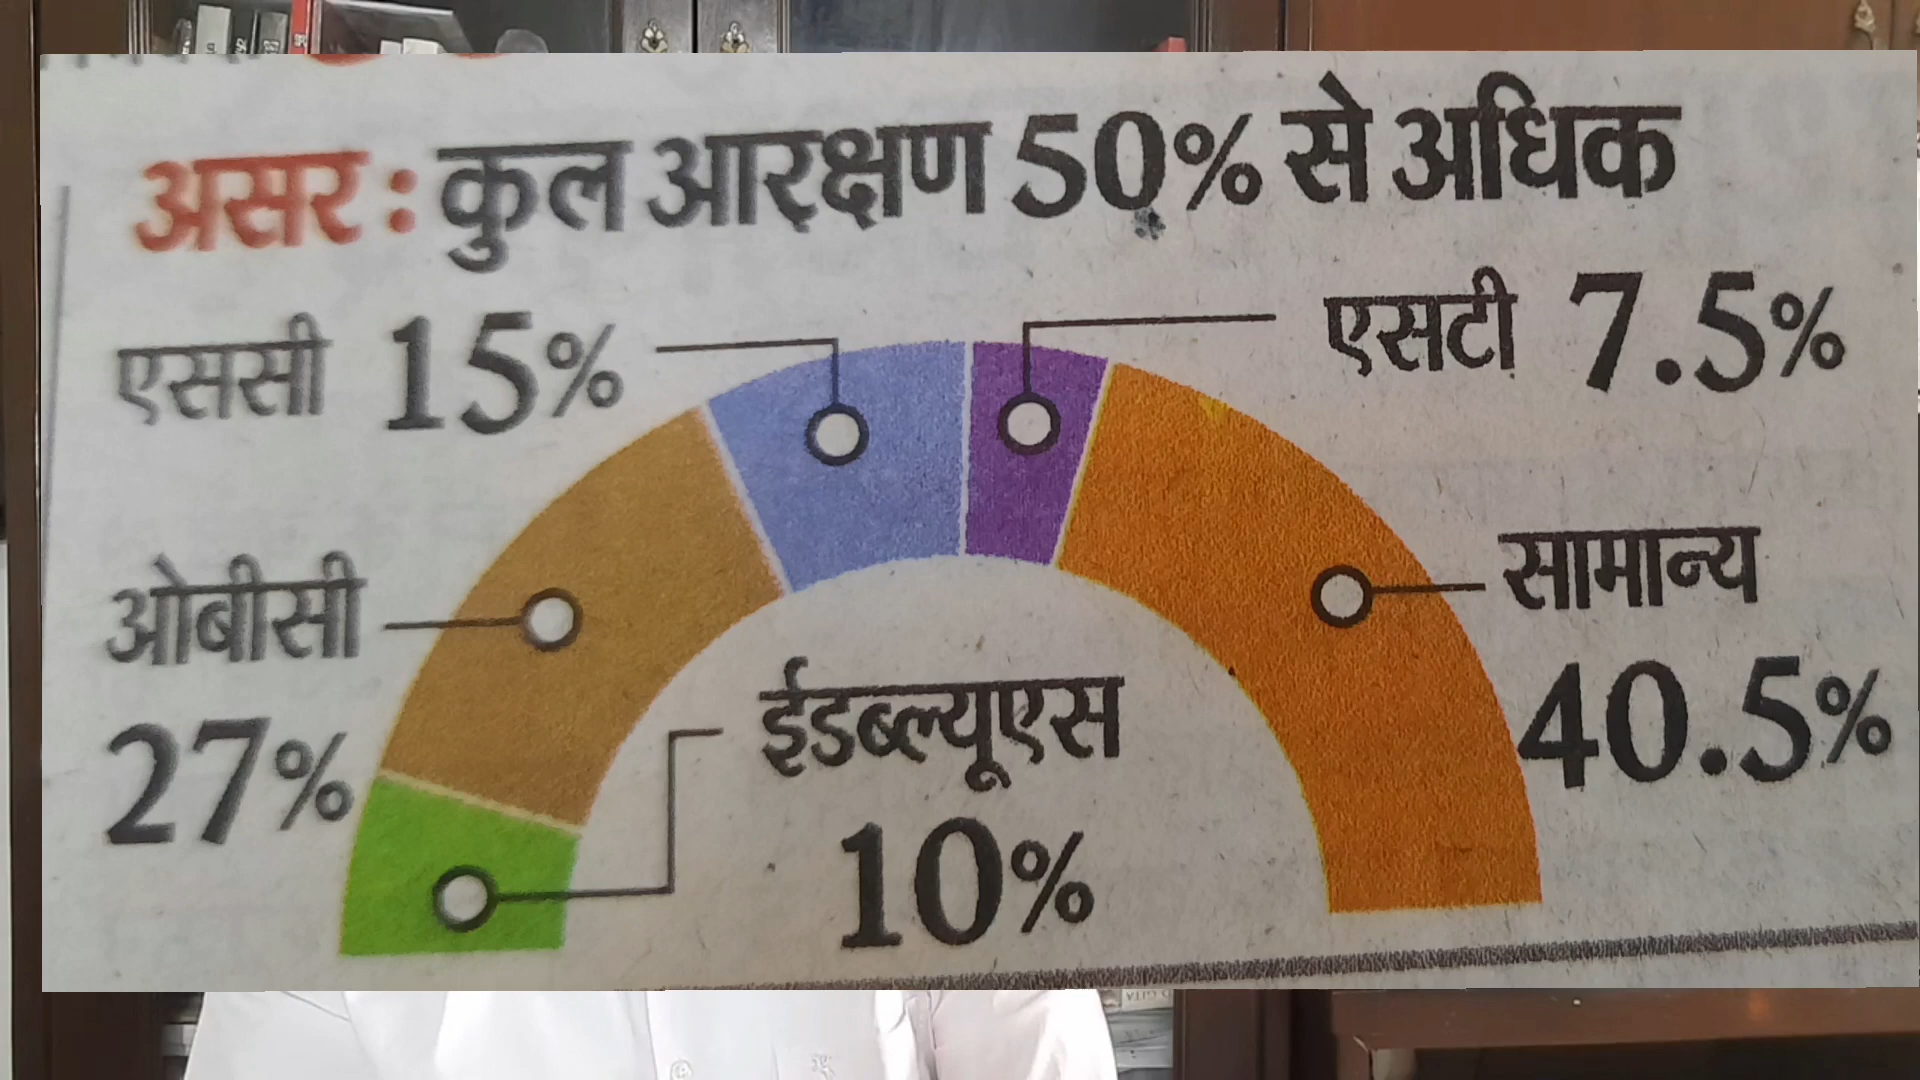 असर : कुल आरक्षण 50% से अधिक
एससी 15%
एसटी 7.5%
ओबीसी
27%
ईडब्ल्यूएस
10%
सामान्य
40.5%